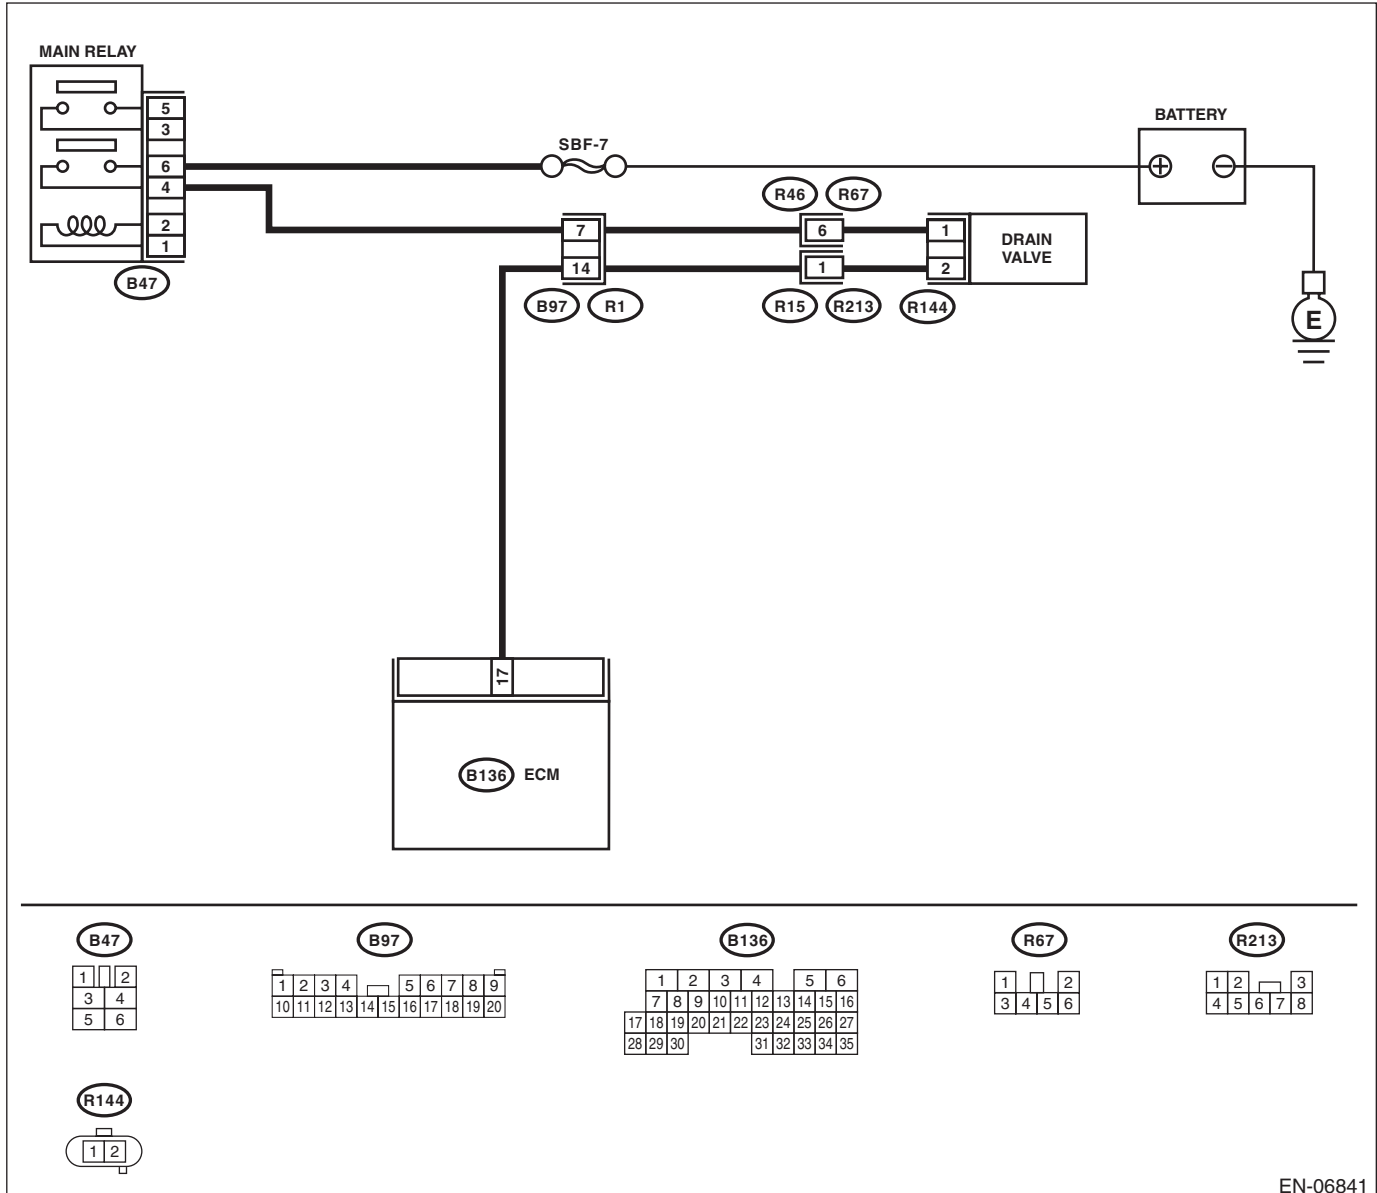 MAIN RELAY
5
3
6
4
2
1
B47
SBF-7
BATTERY
R46 R67
7 6 1
14 1 2
DRAIN
VALVE
B97 R1 R15 R213 R144
E
17
B136 ECM
B47
1 2
3 4
5 6
B97
1 2 3 4 5 6 7 8 9
10 11 12 13 14 15 16 17 18 19 20
B136
1 2 3 4 5 6
7 8 9 10 11 12 13 14 15 16
17 18 19 20 21 22 23 24 25 26 27
28 29 30 31 32 33 34 35
R67
1 2
3 4 5 6
R213
1 2 3
4 5 6 7 8
R144
1 2
EN-06841